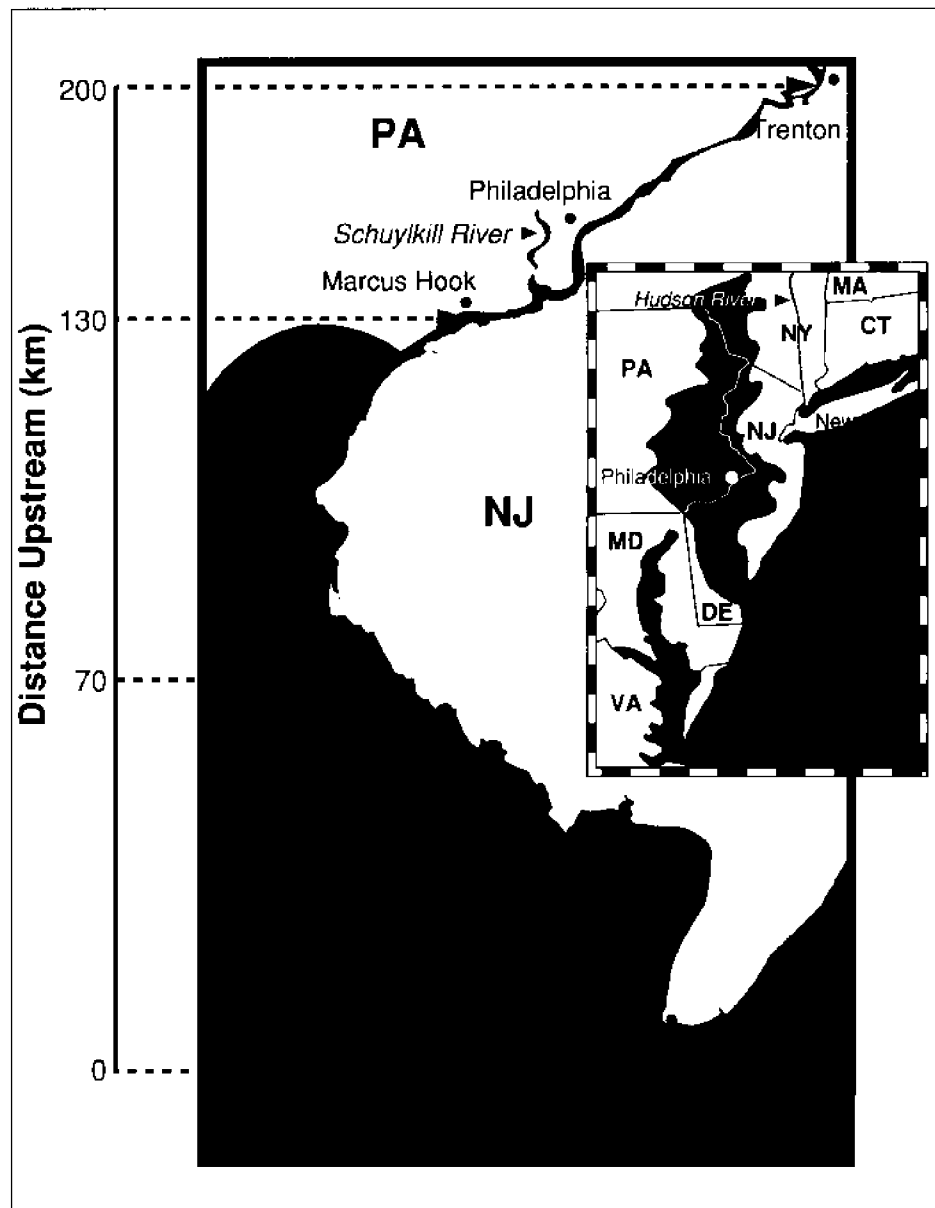 200
PA
Trenton
Philadelphia
Schuylkill River
Marcus Hook
130
Distance Upstream (km)
NJ
70
0
Hudson River
MA
NY
CT
PA
NJ
New
Philadelphia
MD
DE
VA